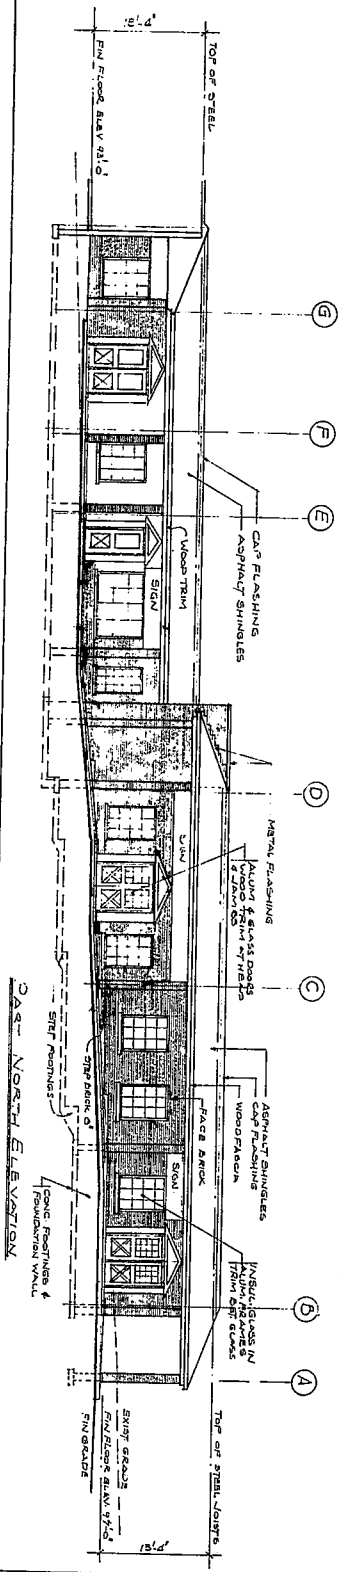 TOP OF STEEL
13'-4"
FIN FLOOR ELEV 93'-0"
G
F
E
CAP FLASHING
ASPHALT SHINGLES
WOOD TRIM
SIGN
D
METAL FLASHING
SIGN
ALUM & GLASS DOORS
WOOD TRIM AT HEAD
& JAMBS
C
ASPHALT SHINGLES
CAP FLASHING
WOOD FASCIA
FACE BRICK
STEP BRICK 8"
STEP FOOTINGS
SIGN
INSUL. GLASS IN
ALUM. FRAMES
TRIM BET. GLASS
B
A
CONC FOOTINGS &
FOUNDATION WALL
TOP OF STEEL JOISTS
13'-4"
EXIST. GRADE
FIN FLOOR ELEV. 97'-0"
FIN GRADE
PART NORTH ELEVATION